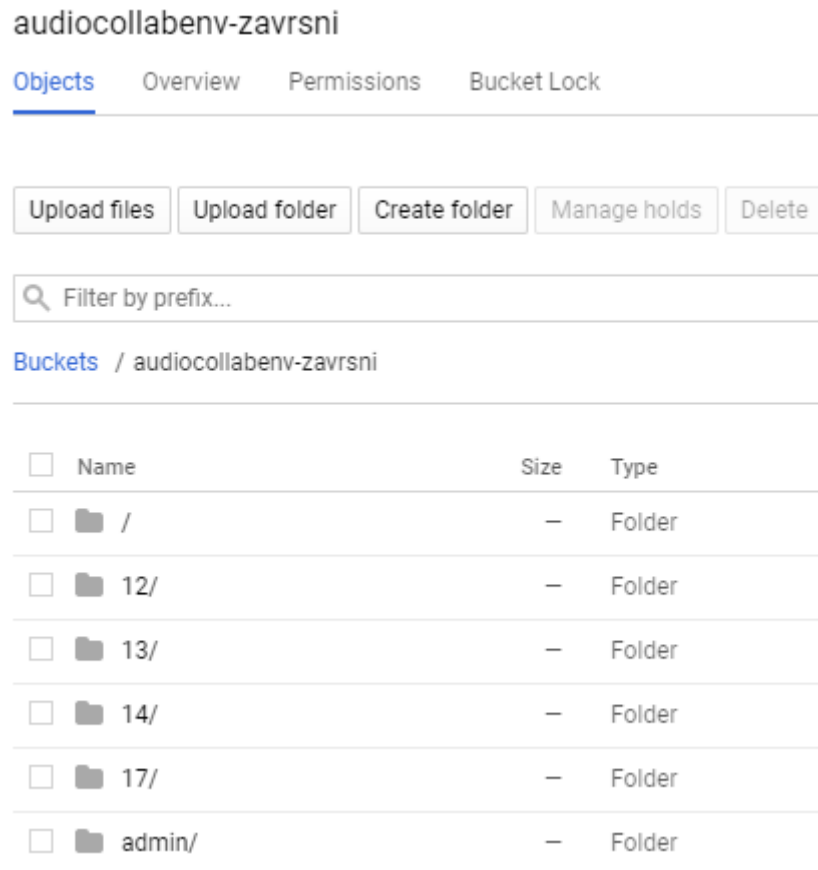 audiocollabenv-zavrsni
Objects Overview Permissions Bucket Lock
Upload files Upload folder Create folder Manage holds Delete
Filter by prefix...
Buckets / audiocollabenv-zavrsni
Name Size Type
/ — Folder
12/ — Folder
13/ — Folder
14/ — Folder
17/ — Folder
admin/ — Folder